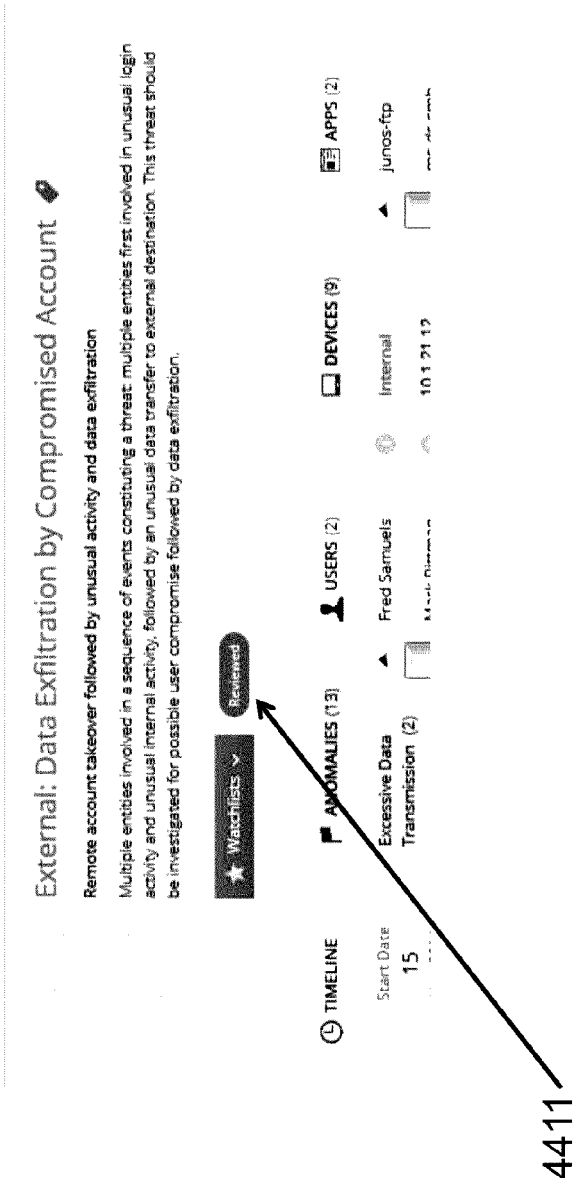 External: Data Exfiltration by Compromised Account
Remote account takeover followed by unusual activity and data exfiltration
Multiple entities involved in a sequence of events constituting a threat: multiple entities first involved in unusual login
activity and unusual internal activity, followed by an unusual data transfer to external destination. This threat should
be investigated for possible user compromise followed by data exfiltration.
Watchlists
Reviewed
TIMELINE
ANOMALIES (13)
USERS (2)
DEVICES (9)
APPS (2)
Start Date
15
Excessive Data
Transmission (2)
Fred Samuels
Internal
10.1.21.12
junos-ftp
4411